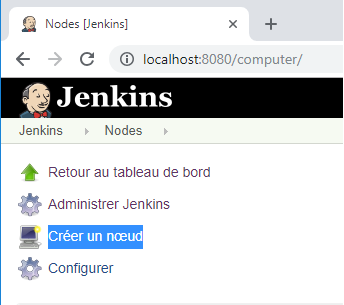 Nodes [Jenkins]
localhost:8080/computer/
Jenkins
Jenkins Nodes
Retour au tableau de bord
Administrer Jenkins
Créer un nœud
Configurer